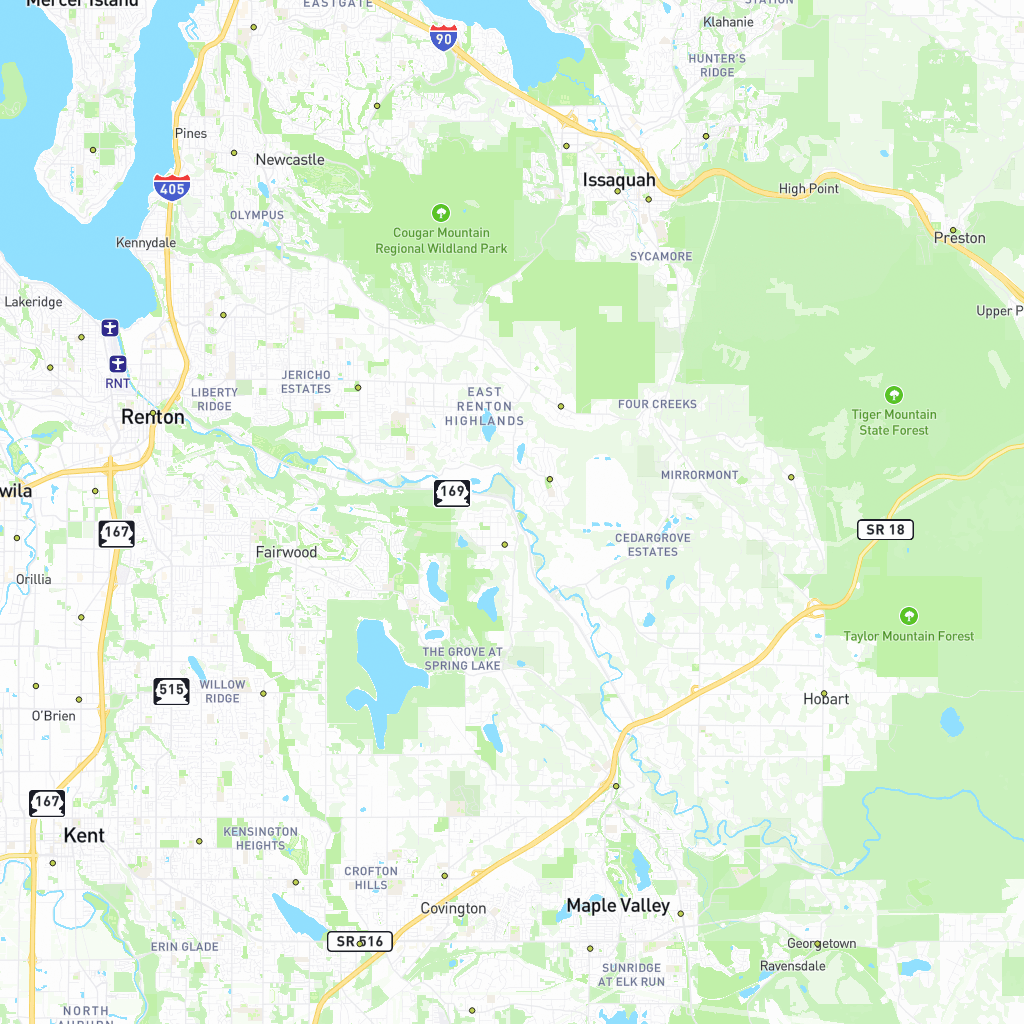 Mercer Island
EASTGATE
STATION
Klahanie
90
HUNTER'S
RIDGE
Pines
Newcastle
405
Issaquah
High Point
OLYMPUS
Cougar Mountain
Regional Wildland Park
Kennydale
SYCAMORE
Preston
Lakeridge
Upper P
RNT
JERICHO
ESTATES
LIBERTY
RIDGE
EAST
RENTON
HIGHLANDS
FOUR CREEKS
Tiger Mountain
State Forest
Renton
MIRRORMONT
wila
169
167
SR 18
Fairwood
CEDARGROVE
ESTATES
Orillia
Taylor Mountain Forest
THE GROVE AT
SPRING LAKE
515
WILLOW
RIDGE
Hobart
O'Brien
167
Kent
KENSINGTON
HEIGHTS
CROFTON
HILLS
Covington
Maple Valley
SR 516
ERIN GLADE
Georgetown
Ravensdale
SUNRIDGE
AT ELK RUN
NORTH
AUBURN